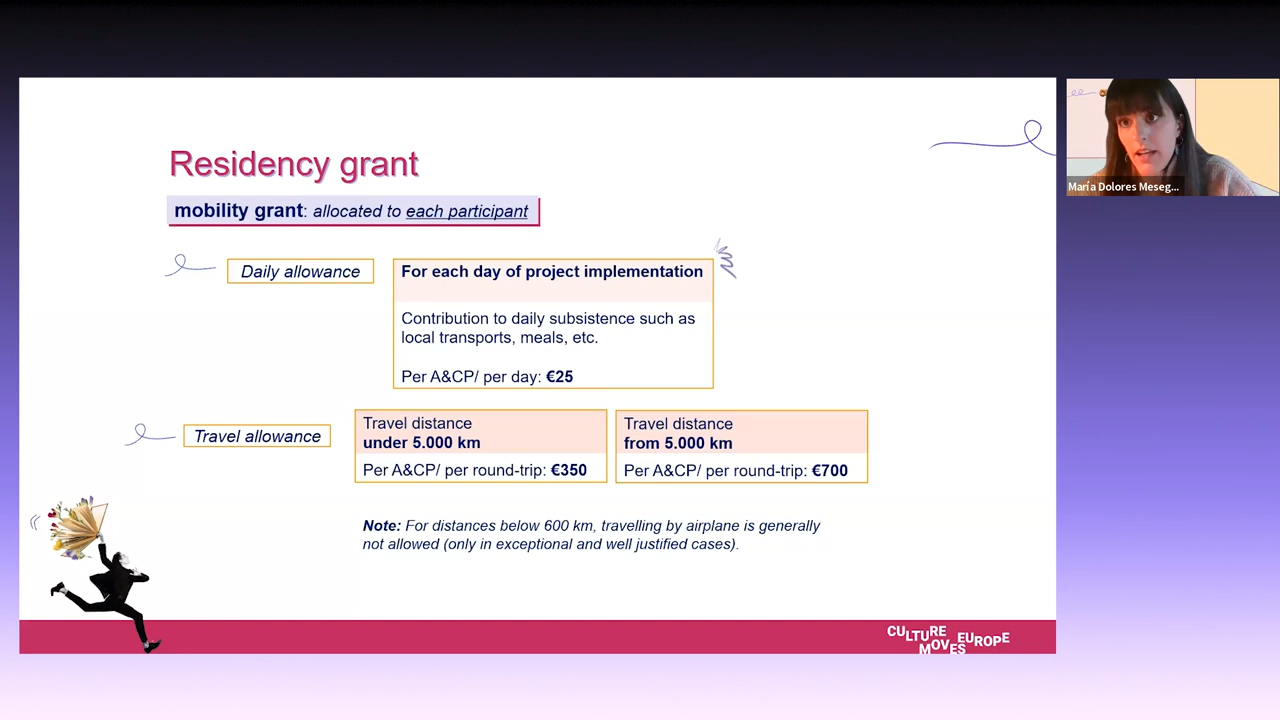 Residency grant
mobility grant: allocated to each participant
Daily allowance
For each day of project implementation
Contribution to daily subsistence such as
local transports, meals, etc.
Per A&CP/ per day: €25
Travel allowance
Travel distance
under 5.000 km
Per A&CP/ per round-trip: €350
Travel distance
from 5.000 km
Per A&CP/ per round-trip: €700
Note: For distances below 600 km, travelling by airplane is generally
not allowed (only in exceptional and well justified cases).
CULTURE
MOVES EUROPE
María Dolores Meseg...